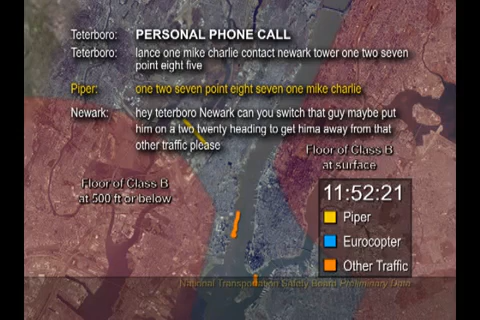 Teterboro: PERSONAL PHONE CALL
Teterboro: lance one mike charlie contact newark tower one two seven
point eight five
Piper: one two seven point eight seven one mike charlie
Newark: hey teterboro Newark can you switch that guy maybe put
him on a two twenty heading to get hima away from that
other traffic please
Floor of Class B
at surface
Floor of Class B
at 500 ft or below
11:52:21
Piper
Eurocopter
Other Traffic
National Transportation Safety Board Preliminary Data